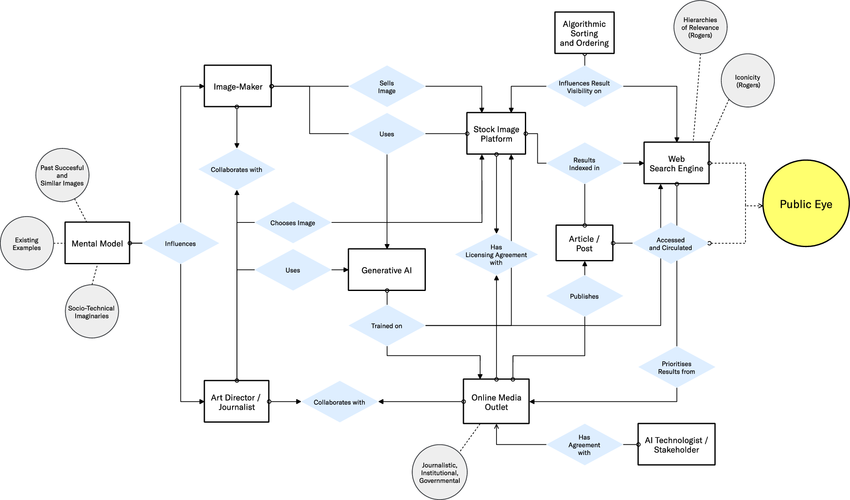 Algorithmic
Sorting
and Ordering
Hierarchies
of Relevance
(Rogers)
Iconicity
(Rogers)
Image-Maker
Sells
Image
Influences Result
Visibility on
Uses
Stock Image
Platform
Results
Indexed in
Web
Search Engine
Past Succesful
and
Similar Images
Collaborates with
Public Eye
Chooses Image
Existing
Examples
Mental Model
Influences
Has
Licensing Agreement
with
Article /
Post
Accessed
and Circulated
Uses
Generative AI
Publishes
Socio-Technical
Imaginaries
Trained on
Prioritises
Results from
Art Director /
Journalist
Collaborates with
Online Media
Outlet
Has
Agreement
with
AI Technologist /
Stakeholder
Journalistic,
Institutional,
Governmental